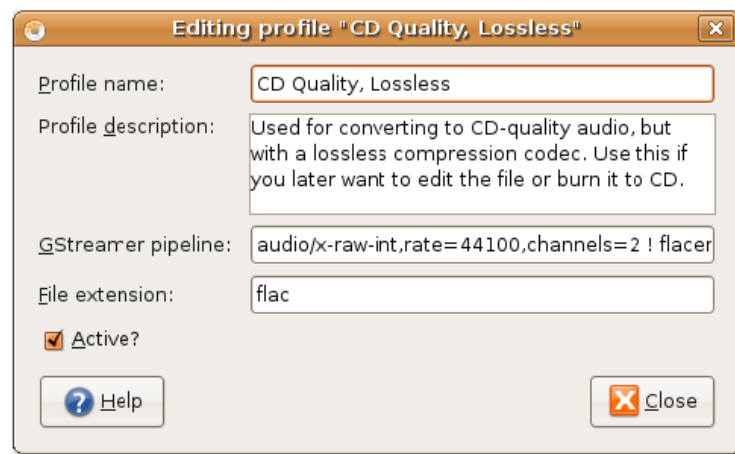 Editing profile "CD Quality, Lossless"
Profile name: CD Quality, Lossless
Profile description: Used for converting to CD-quality audio, but
with a lossless compression codec. Use this if
you later want to edit the file or burn it to CD.
GStreamer pipeline: audio/x-raw-int,rate=44100,channels=2 ! flacer
File extension: flac
Active?
Help Close